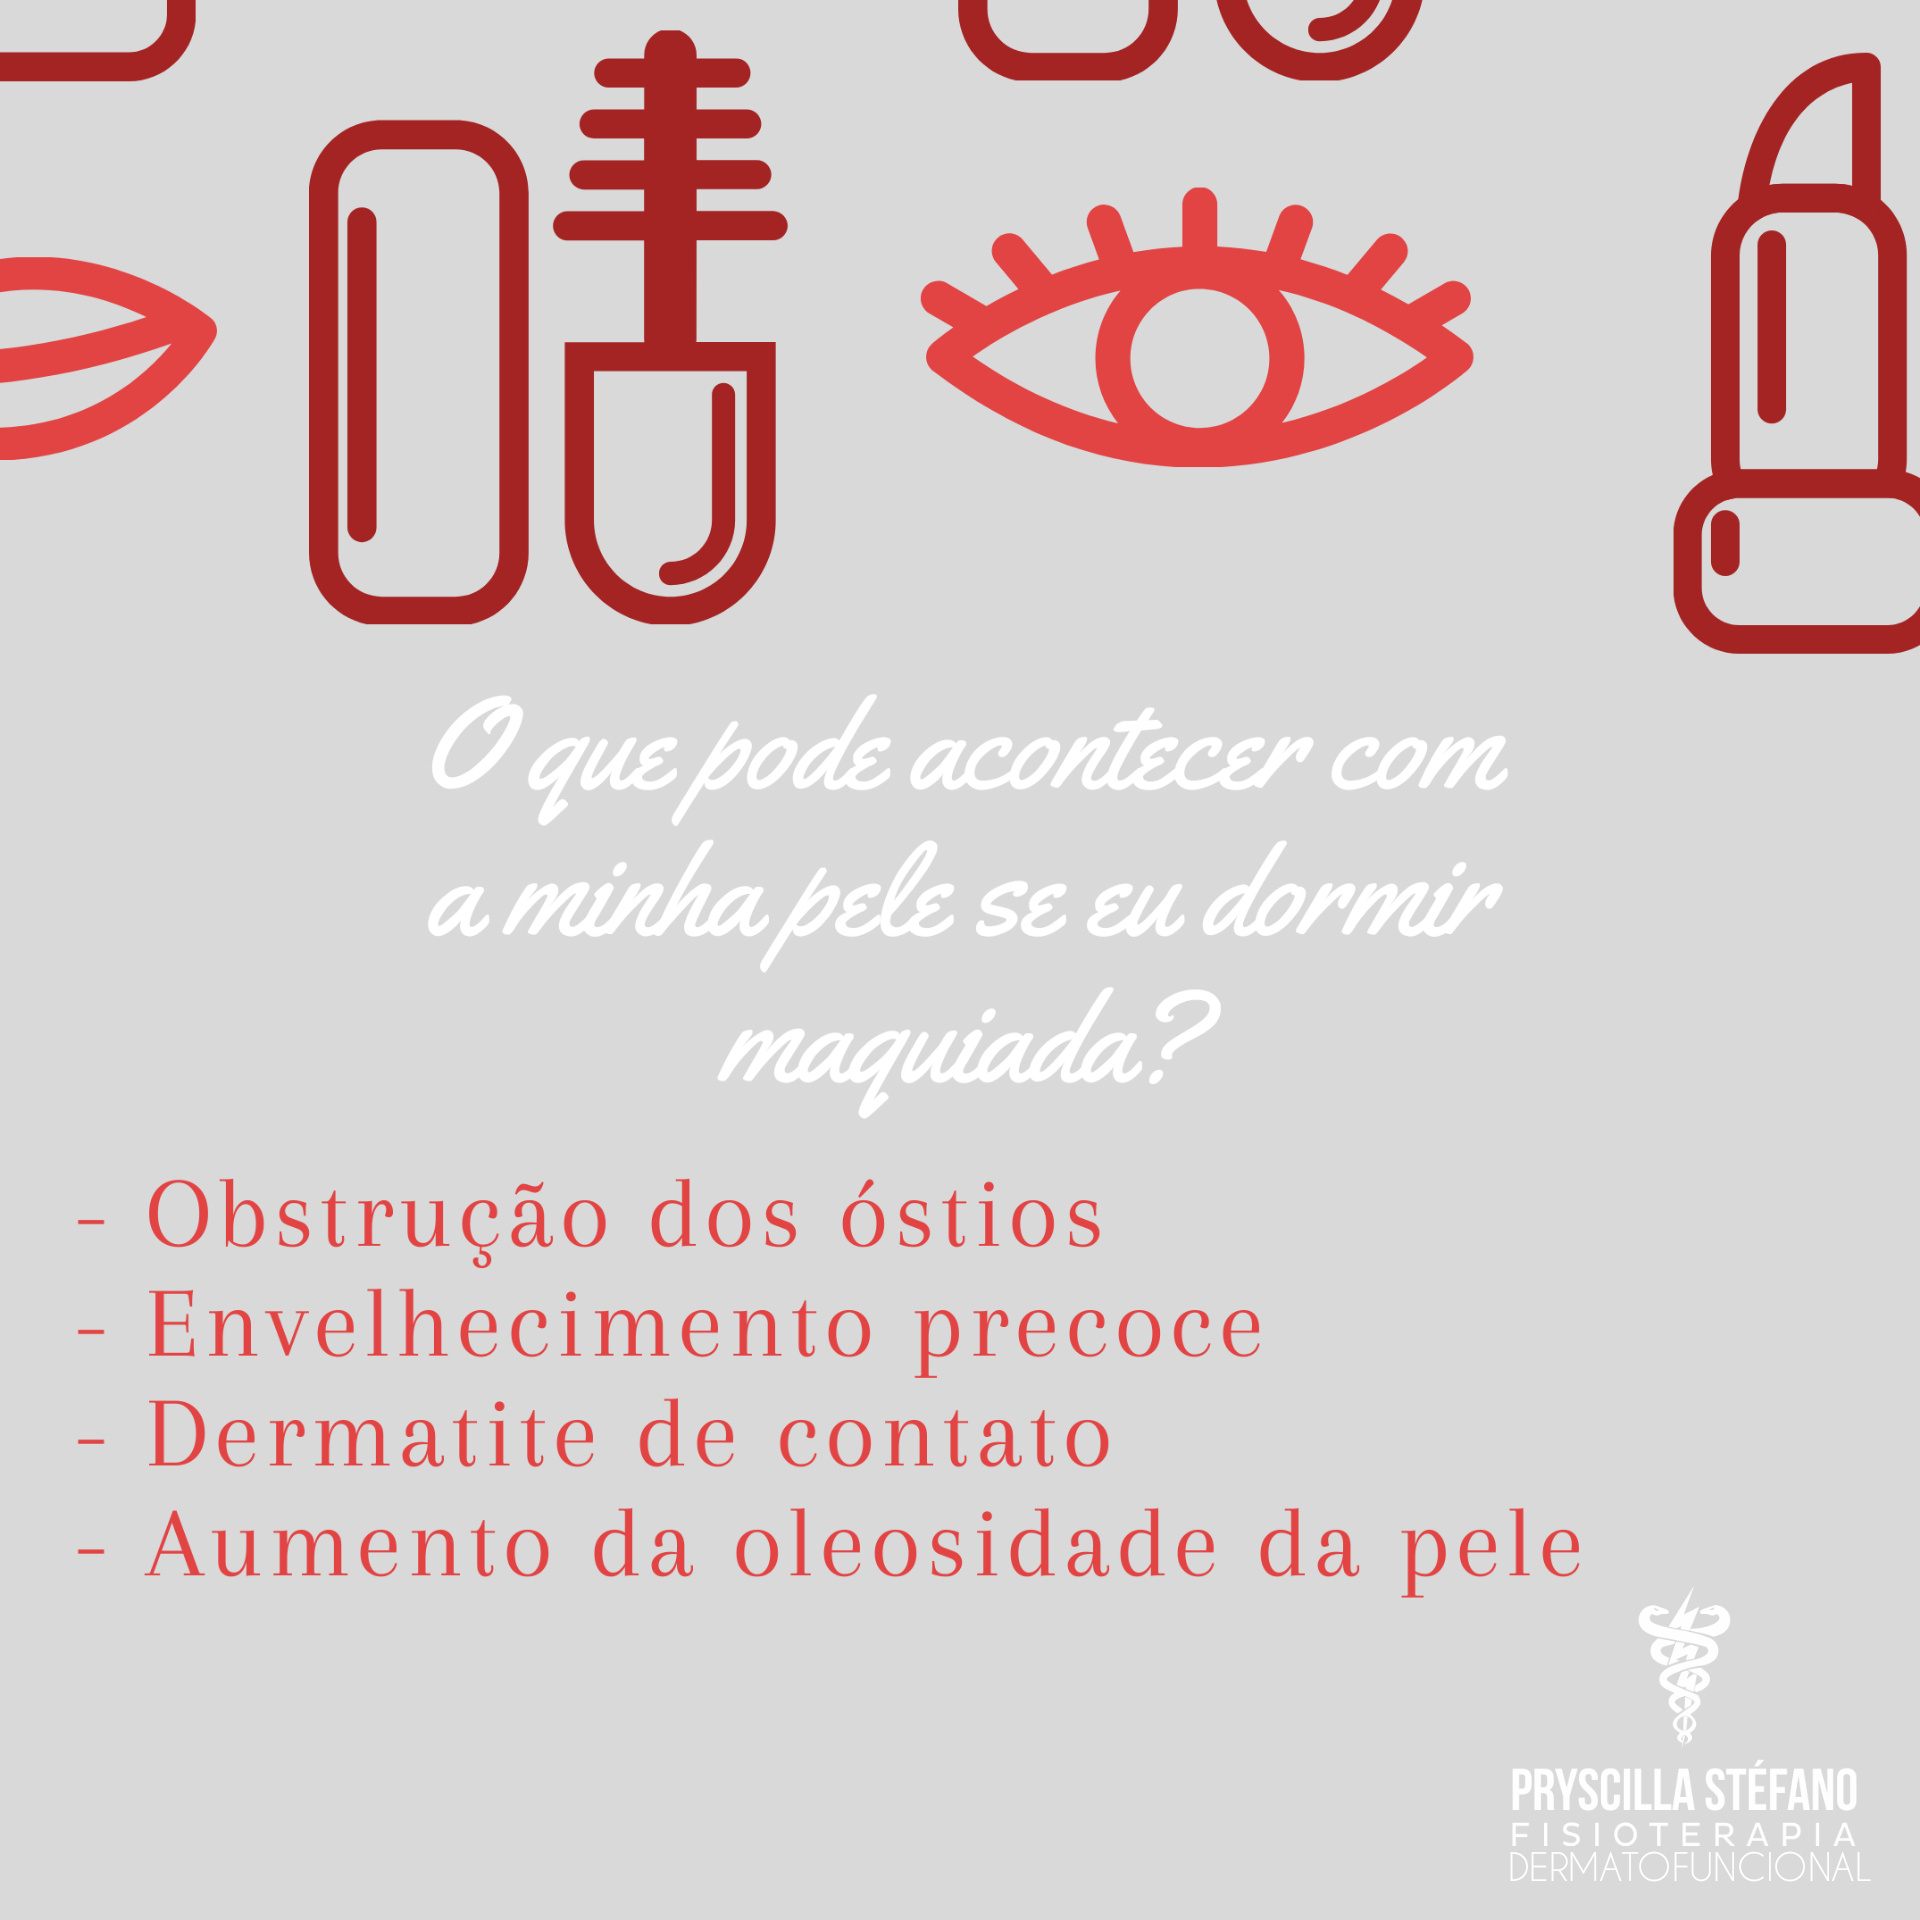 O que pode acontecer com
a minha pele se eu dormir
maquiada?
- Obstrução dos óstios
- Envelhecimento precoce
- Dermatite de contato
- Aumento da oleosidade da pele
PRYSCILLA STÉFANO
FISIOTERAPIA
DERMATOFUNCIONAL